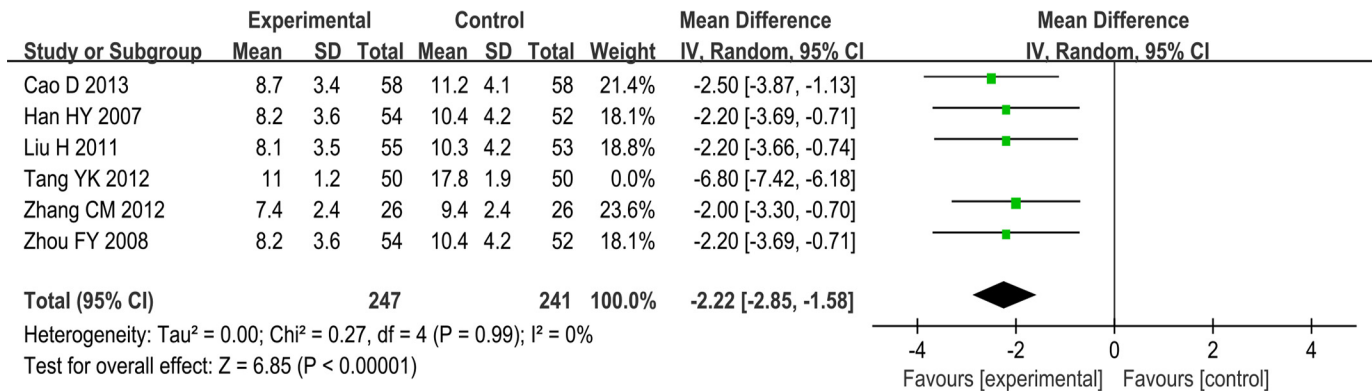 Experimental Control Mean Difference Mean Difference
Study or Subgroup Mean SD Total Mean SD Total Weight IV, Random, 95% CI IV, Random, 95% CI
Cao D 2013 8.7 3.4 58 11.2 4.1 58 21.4% -2.50 [-3.87, -1.13]
Han HY 2007 8.2 3.6 54 10.4 4.2 52 18.1% -2.20 [-3.69, -0.71]
Liu H 2011 8.1 3.5 55 10.3 4.2 53 18.8% -2.20 [-3.66, -0.74]
Tang YK 2012 11 1.2 50 17.8 1.9 50 0.0% -6.80 [-7.42, -6.18]
Zhang CM 2012 7.4 2.4 26 9.4 2.4 26 23.6% -2.00 [-3.30, -0.70]
Zhou FY 2008 8.2 3.6 54 10.4 4.2 52 18.1% -2.20 [-3.69, -0.71]
Total (95% CI) 247 241 100.0% -2.22 [-2.85, -1.58]
Heterogeneity: Tau² = 0.00; Chi² = 0.27, df = 4 (P = 0.99); I² = 0%
Test for overall effect: Z = 6.85 (P < 0.00001)
-4 -2 0 2 4
Favours [experimental] Favours [control]